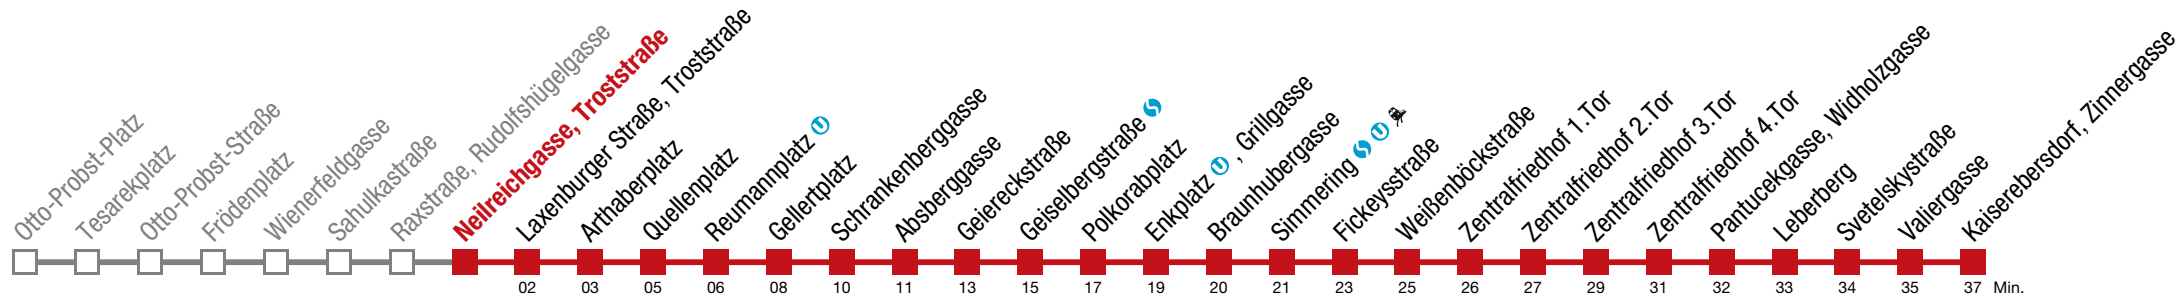 Otto-Probst-Platz
Tesarekplatz
Otto-Probst-Straße
Frödenplatz
Wienerfeldgasse
Sahulkastraße
Raxstraße, Rudolfshügelgasse
Neilreichgasse, Troststraße
Laxenburger Straße, Troststraße
Arthaberplatz
Quellenplatz
Reumannplatz U
Gellertplatz
Schrankenberggasse
Absberggasse
Geiereckstraße
Geiselbergstraße S
Polkorabplatz
Enkplatz U , Grillgasse
Braunhubergasse
Simmering S U
Fickeysstraße
Weißenböckstraße
Zentralfriedhof 1.Tor
Zentralfriedhof 2.Tor
Zentralfriedhof 3.Tor
Zentralfriedhof 4.Tor
Pantucekgasse, Widholzgasse
Leberberg
Svetelskystraße
Valiergasse
Kaiserebersdorf, Zinnergasse
02 03 05 06 08 10 11 13 15 17 19 20 21 23 25 26 27 29 31 32 33 34 35 37 Min.